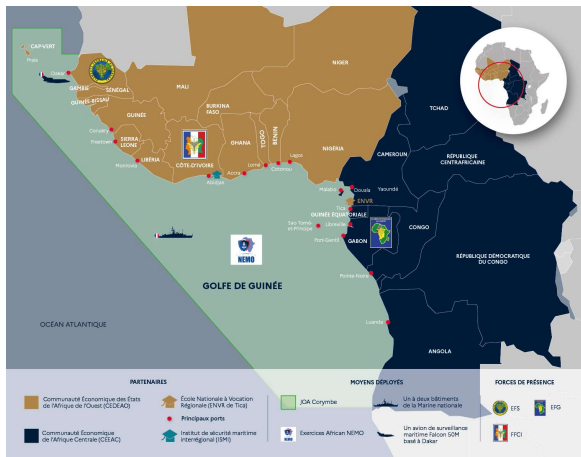 CAP-VERT
Praia
Dakar
GAMBIE
SÉNÉGAL
GUINÉE-BISSAU
GUINÉE
Conakry
Freetown
SIERRA
LEONE
Monrovia
LIBÉRIA
MALI
BURKINA
FASO
CÔTE-D'IVOIRE
Abidjan
GHANA
Accra
TOGO
Lomé
BENIN
Cotonou
Lagos
NIGER
NIGÉRIA
TCHAD
CAMEROUN
RÉPUBLIQUE
CENTRAFRICAINE
Malabo
Douala
Yaoundé
ENVR
Tica
GUINÉE ÉQUATORIALE
Sao Tomé-
et-Principe
Libreville
Port-Gentil
GABON
CONGO
RÉPUBLIQUE DÉMOCRATIQUE
DU CONGO
Pointe-Noire
Luanda
ANGOLA
NEMO
GOLFE DE GUINÉE
OCÉAN ATLANTIQUE
PARTENAIRES
Communauté Économique des États
de l'Afrique de l'Ouest (CEDEAO)
Communauté Économique
de l'Afrique Centrale (CEEAC)
École Nationale à Vocation
Régionale (ENVR de Tica)
Principaux ports
Institut de sécurité maritime
interrégional (ISMI)
MOYENS DÉPLOYÉS
JOA Corymbe
NEMO
Exercices African NEMO
Un à deux bâtiments
de la Marine nationale
Un avion de surveillance
maritime Falcon 50M
basé à Dakar
FORCES DE PRÉSENCE
EFS
EFG
FFCI